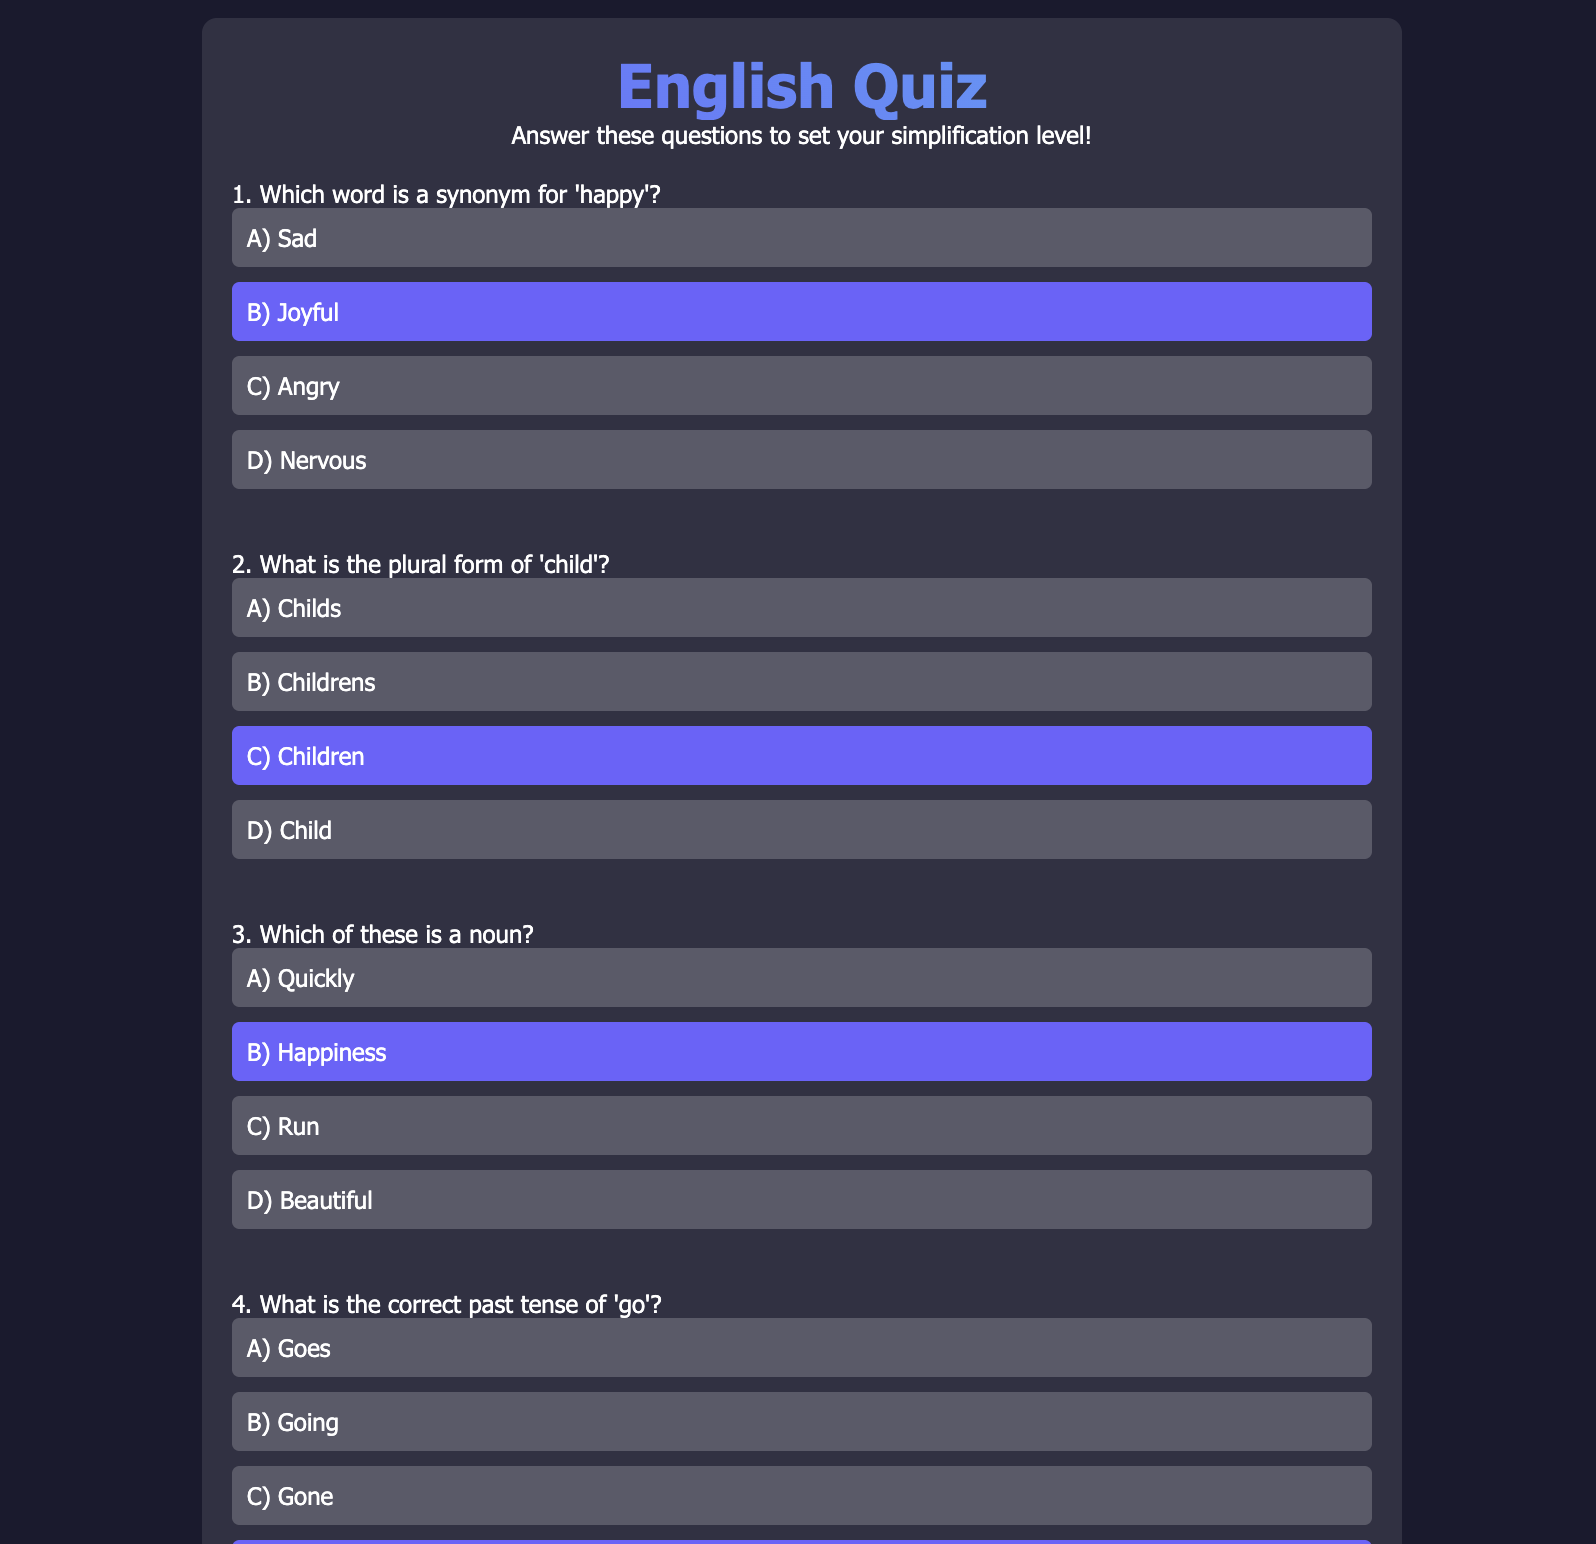 English Quiz
Answer these questions to set your simplification level!
1. Which word is a synonym for 'happy'?
A) Sad
B) Joyful
C) Angry
D) Nervous
2. What is the plural form of 'child'?
A) Childs
B) Childrens
C) Children
D) Child
3. Which of these is a noun?
A) Quickly
B) Happiness
C) Run
D) Beautiful
4. What is the correct past tense of 'go'?
A) Goes
B) Going
C) Gone